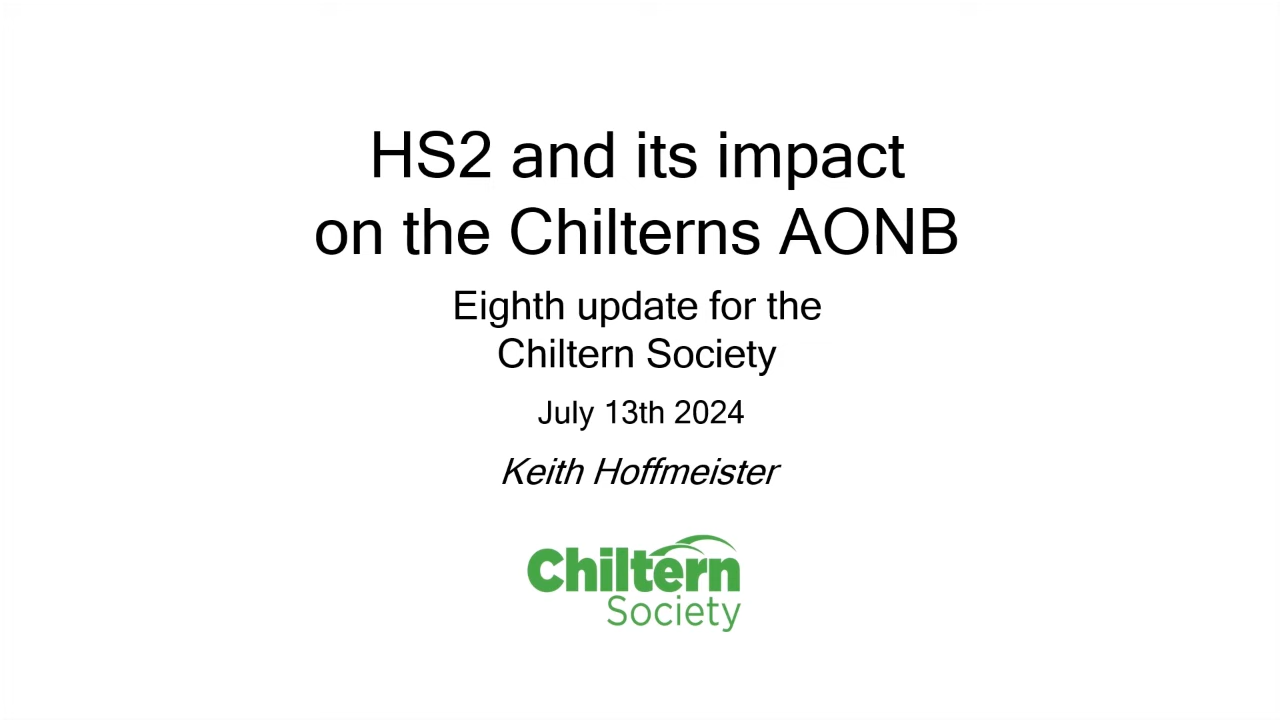 HS2 and its impact
on the Chilterns AONB
Eighth update for the
Chiltern Society
July 13th 2024
Keith Hoffmeister
Chiltern
Society